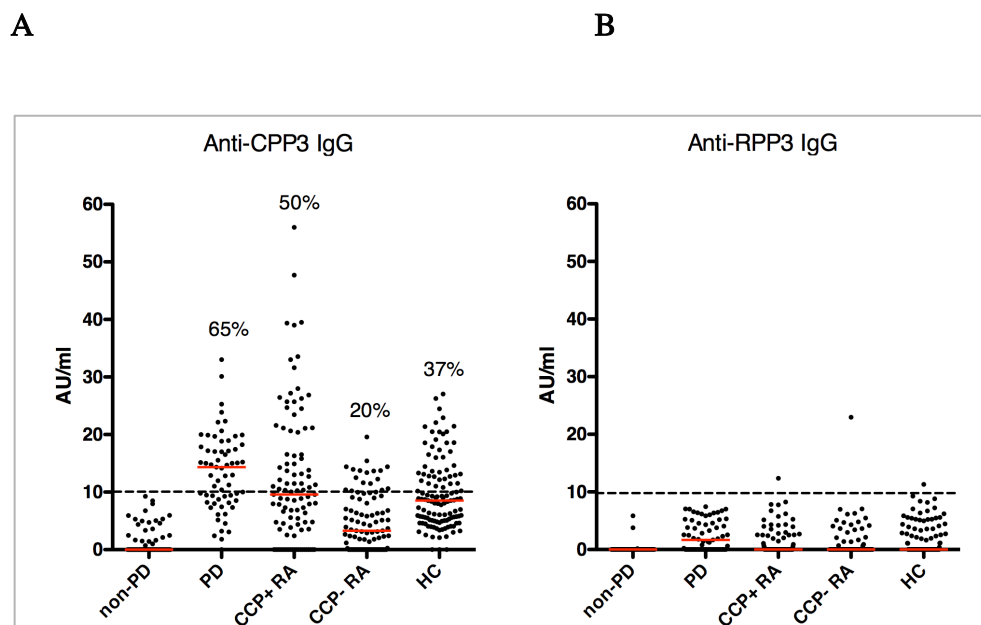 A
B
Anti-CPP3 IgG
Anti-RPP3 IgG
60
50
40
30
20
10
0
AU/ml
65%
50%
20%
37%
non-PD
PD
CCP+ RA
CCP- RA
HC
60
50
40
30
20
10
0
AU/ml
non-PD
PD
CCP+ RA
CCP- RA
HC